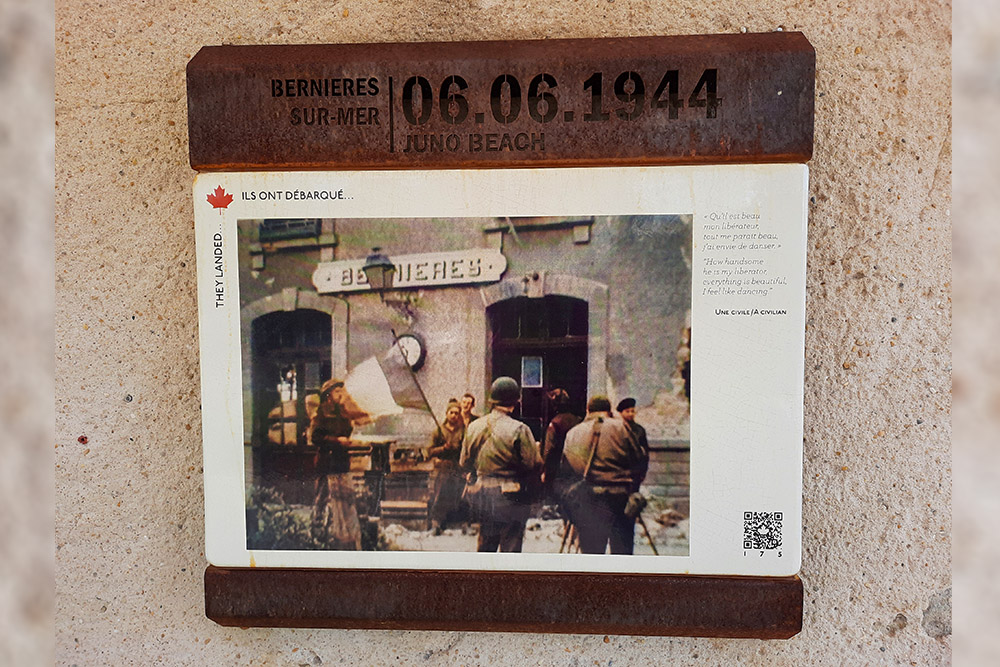 BERNIERES
SUR-MER
06.06.1944
JUNO BEACH
ILS ONT DÉBARQUÉ...
THEY LANDED...
BERNIERES
« Qu'il est beau
mon libérateur,
tout me paraît beau,
j'ai envie de danser. »
"How handsome
he is my liberator
everything is beautiful,
I feel like dancing."
UNE CIVILE/A CIVILIAN
1 7 5